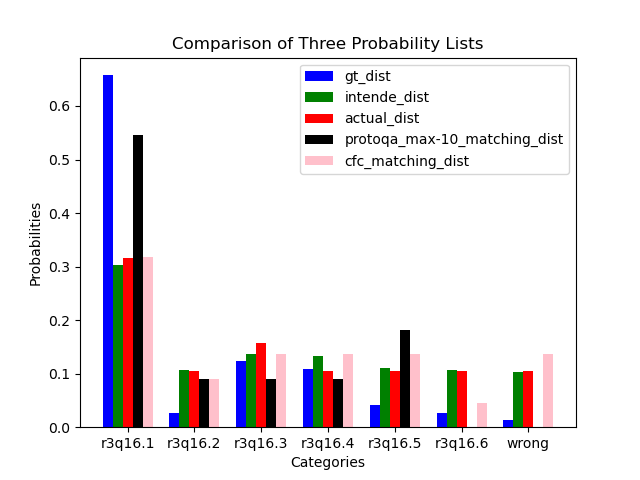 Comparison of Three Probability Lists
gt_dist
intende_dist
actual_dist
protoqa_max-10_matching_dist
cfc_matching_dist
Probabilities
0.6
0.5
0.4
0.3
0.2
0.1
0.0
r3q16.1 r3q16.2 r3q16.3 r3q16.4 r3q16.5 r3q16.6 wrong
Categories